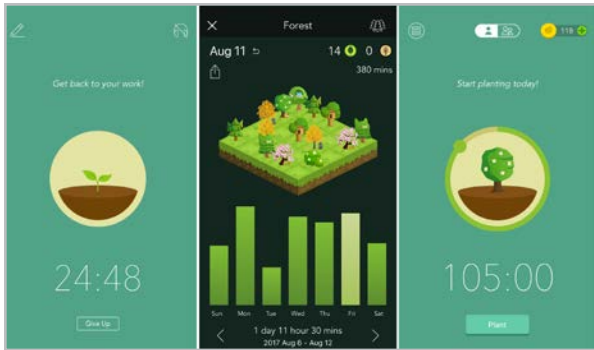 Get back to your work!
24:48
Give Up
Forest
Aug 11
14 0
380 mins
Sun Mon Tue Wed Thu Fri Sat
1 day 11 hour 30 mins
2017 Aug 6 - Aug 12
118
Start planting today!
105:00
Plant